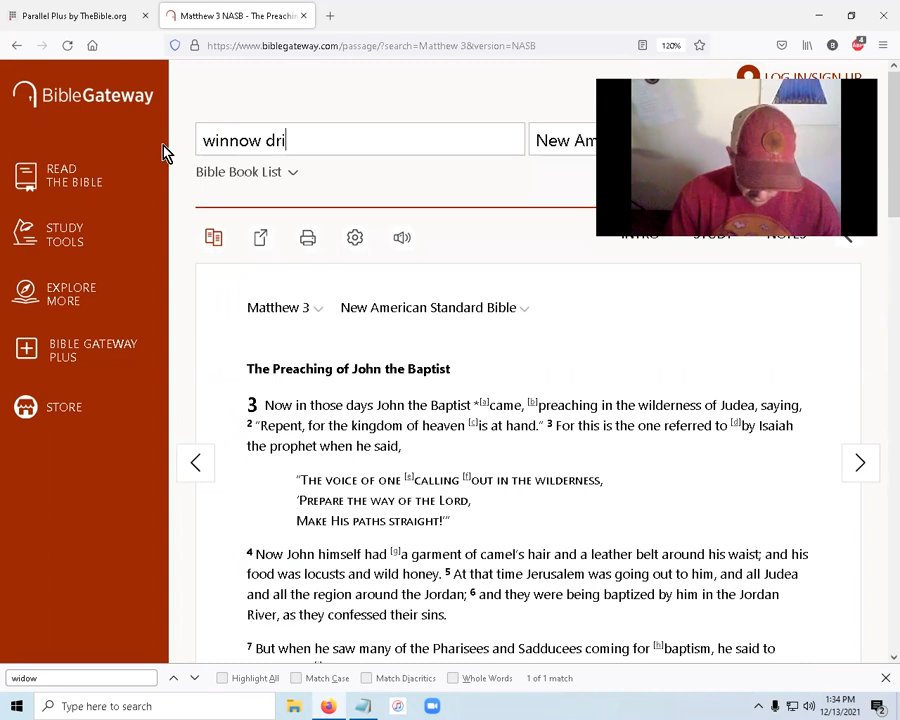 Parallel Plus by TheBible.org
Matthew 3 NASB - The Preachin
https://www.biblegateway.com/passage/?search=Matthew 3&version=NASB
120%
B
4
BibleGateway
LOG IN/SIGN UP
winnow dri
New Am
Bible Book List
READ
THE BIBLE
STUDY
TOOLS
EXPLORE
MORE
BIBLE GATEWAY
PLUS
STORE
INTRO STUDY NOTES
Matthew 3 New American Standard Bible
The Preaching of John the Baptist
3 Now in those days John the Baptist *[a]came, [b]preaching in the wilderness of Judea, saying,
2 “Repent, for the kingdom of heaven [c]is at hand.” 3 For this is the one referred to [d]by Isaiah
the prophet when he said,
“THE VOICE OF ONE [e]CALLING [f]OUT IN THE WILDERNESS,
‘PREPARE THE WAY OF THE LORD,
MAKE HIS PATHS STRAIGHT!’”
4 Now John himself had [g]a garment of camel’s hair and a leather belt around his waist; and his
food was locusts and wild honey. 5 At that time Jerusalem was going out to him, and all Judea
and all the region around the Jordan; 6 and they were being baptized by him in the Jordan
River, as they confessed their sins.
7 But when he saw many of the Pharisees and Sadducees coming for [h]baptism, he said to
widow
Highlight All Match Case Match Diacritics Whole Words 1 of 1 match
Type here to search
1:34 PM
12/13/2021
2